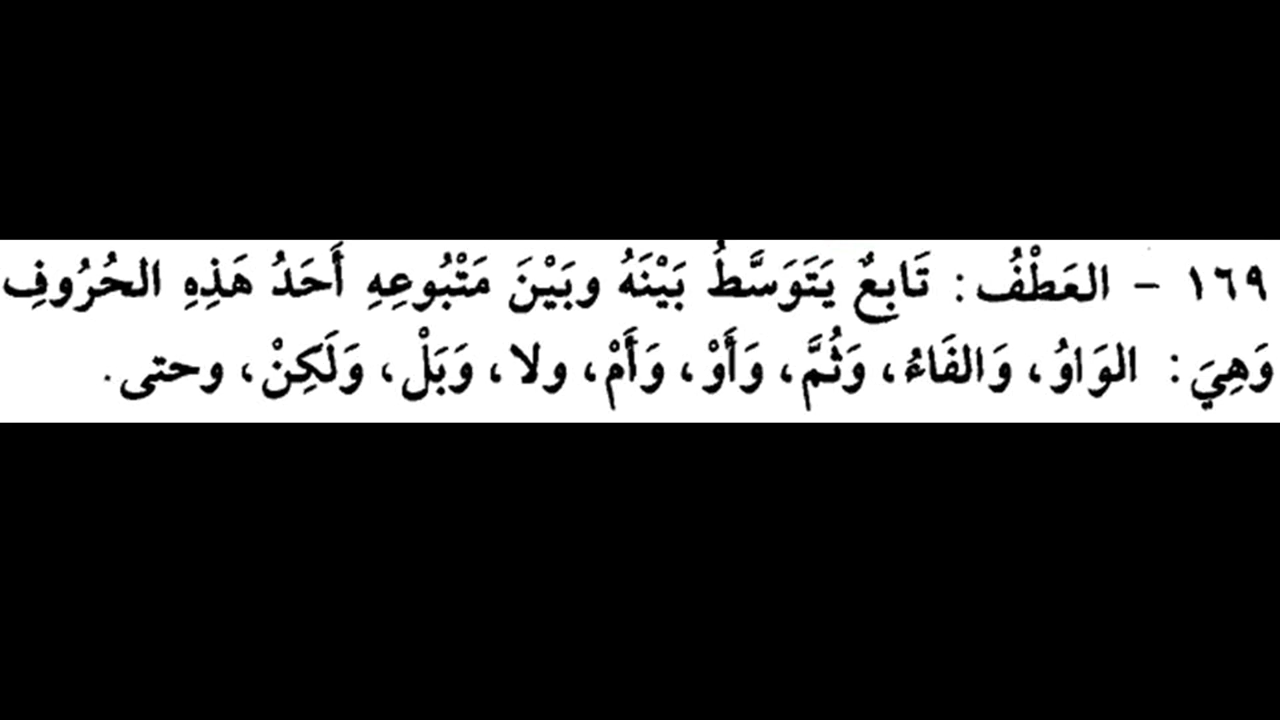 ١٦٩ - العَطْفُ: تَابِعٌ يَتَوَسَّطُ بَيْنَهُ وبَيْنَ مَتْبُوعِهِ أَحَدُ هَذِهِ الحُرُوفِ
وَهِيَ: الوَاوُ، وَالفَاءُ، وَثُمَّ، وَأَوْ، وَأَمْ، ولا، وَبَلْ، وَلَكِنْ، وحتى.